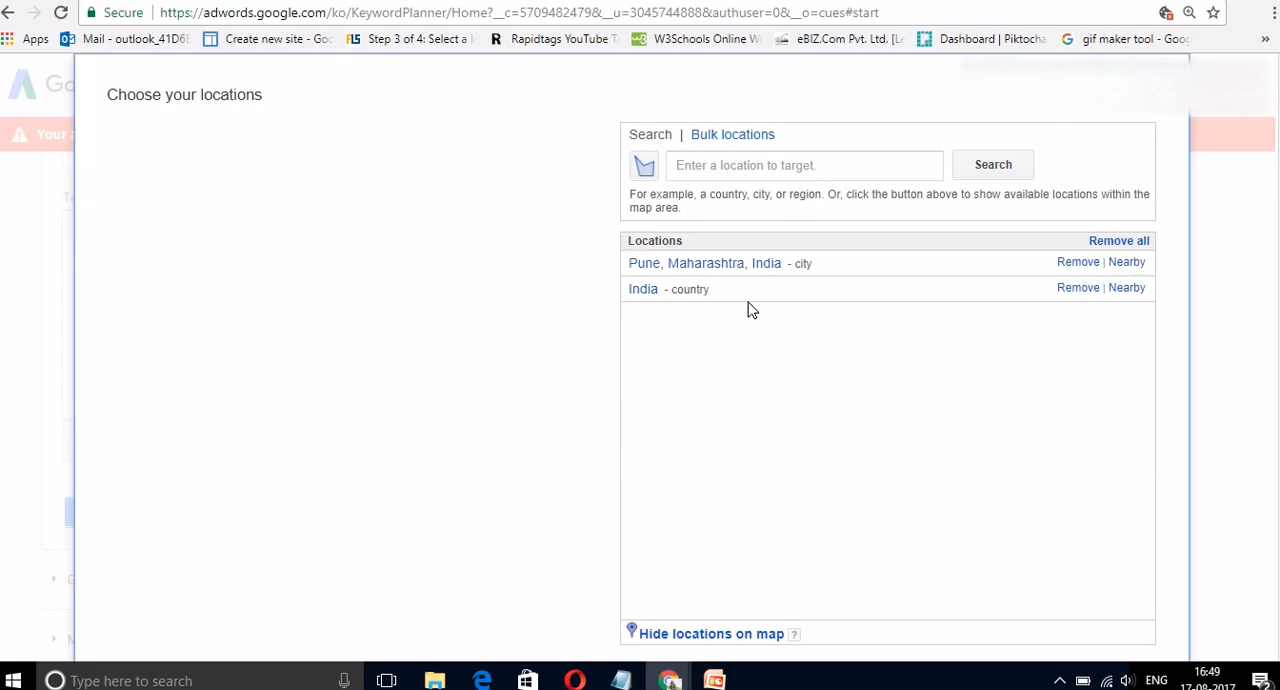 Secure https://adwords.google.com/ko/KeywordPlanner/Home?__c=5709482479&__u=3045744888&authuser=0&__o=cues#start
Apps Mail - outlook_41D6E Create new site - Goo Step 3 of 4: Select a Rapidtags YouTube T W3Schools Online W eBIZ.Com Pvt. Ltd. [Le Dashboard | Piktocha gif maker tool - Goog »
Goo
Your a
Choose your locations
Search | Bulk locations
Enter a location to target. Search
For example, a country, city, or region. Or, click the button above to show available locations within the
map area.
Locations Remove all
Pune, Maharashtra, India - city Remove | Nearby
India - country Remove | Nearby
Hide locations on map ?
Type here to search
ENG 16:49
17-08-2017